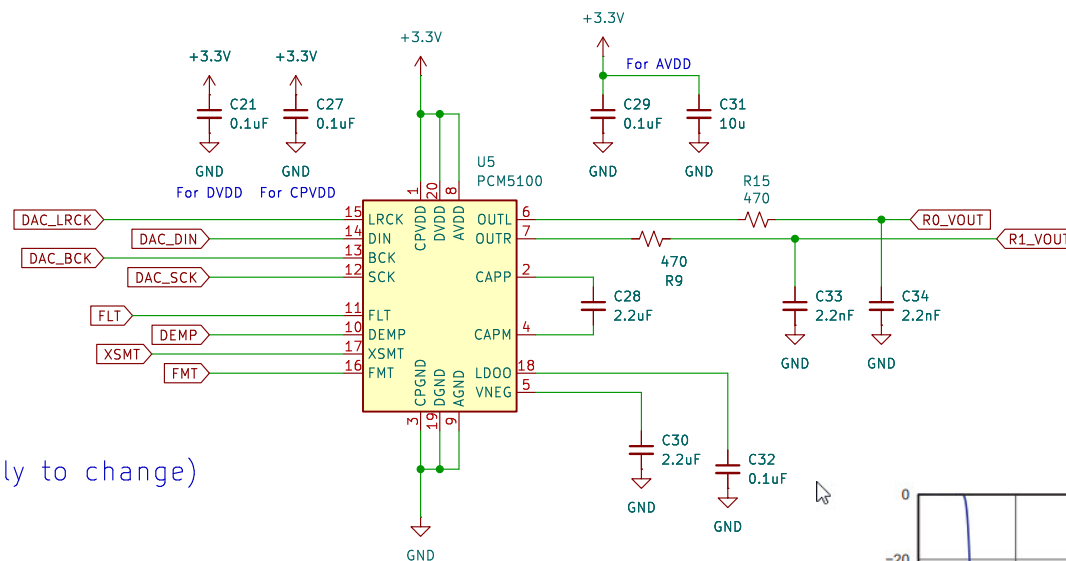 +3.3V
+3.3V
+3.3V
+3.3V
For AVDD
C21
0.1uF
C27
0.1uF
C29
0.1uF
C31
10u
GND
GND
GND
GND
For DVDD
For CPVDD
U5
PCM5100
R15
470
1
20
8
CPVDD
DVDD
AVDD
DAC_LRCK
15
LRCK
OUTL
6
R0_VOUT
DAC_DIN
14
DIN
OUTR
7
R1_VOUT
DAC_BCK
13
BCK
470
R9
DAC_SCK
12
SCK
CAPP
2
C28
2.2uF
C33
2.2nF
C34
2.2nF
FLT
11
FLT
DEMP
10
DEMP
CAPM
4
XSMT
17
XSMT
GND
GND
FMT
16
FMT
LDOO
18
VNEG
5
CPGND
DGND
AGND
3
19
9
C30
2.2uF
C32
0.1uF
ly to change)
GND
GND
GND
0
-20